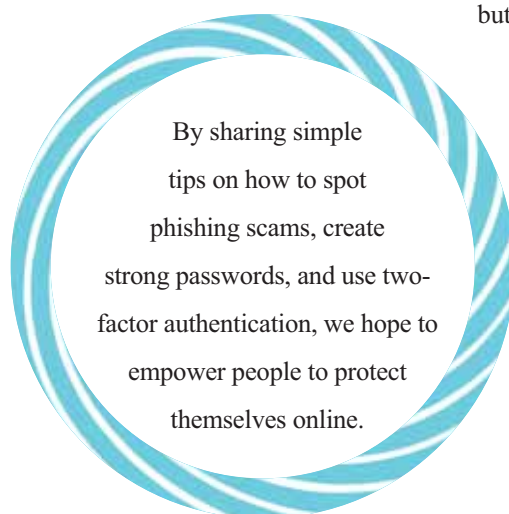 but
By sharing simple
tips on how to spot
phishing scams, create
strong passwords, and use two-
factor authentication, we hope to
empower people to protect
themselves online.